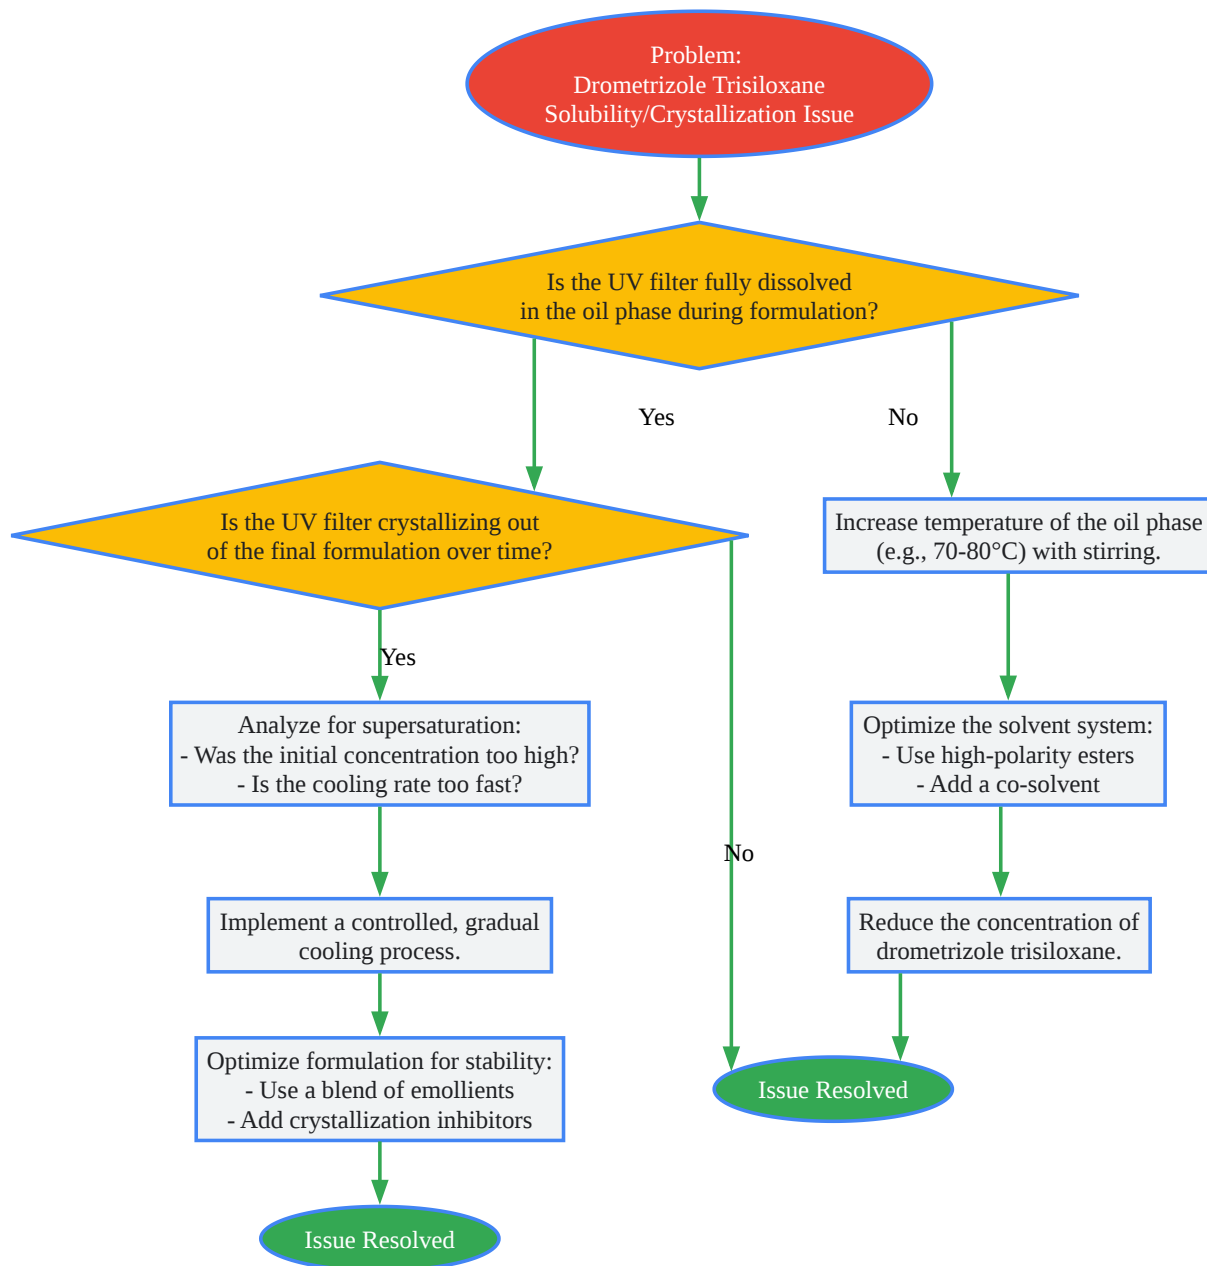 Problem:
Drometrizole Trisiloxane
Solubility/Crystallization Issue
Is the UV filter fully dissolved
in the oil phase during formulation?
Yes
No
Is the UV filter crystallizing out
of the final formulation over time?
Increase temperature of the oil phase
(e.g., 70-80°C) with stirring.
Yes
Analyze for supersaturation:
- Was the initial concentration too high?
- Is the cooling rate too fast?
Optimize the solvent system:
- Use high-polarity esters
- Add a co-solvent
No
Implement a controlled, gradual
cooling process.
Reduce the concentration of
drometrizole trisiloxane.
Optimize formulation for stability:
- Use a blend of emollients
- Add crystallization inhibitors
Issue Resolved
Issue Resolved